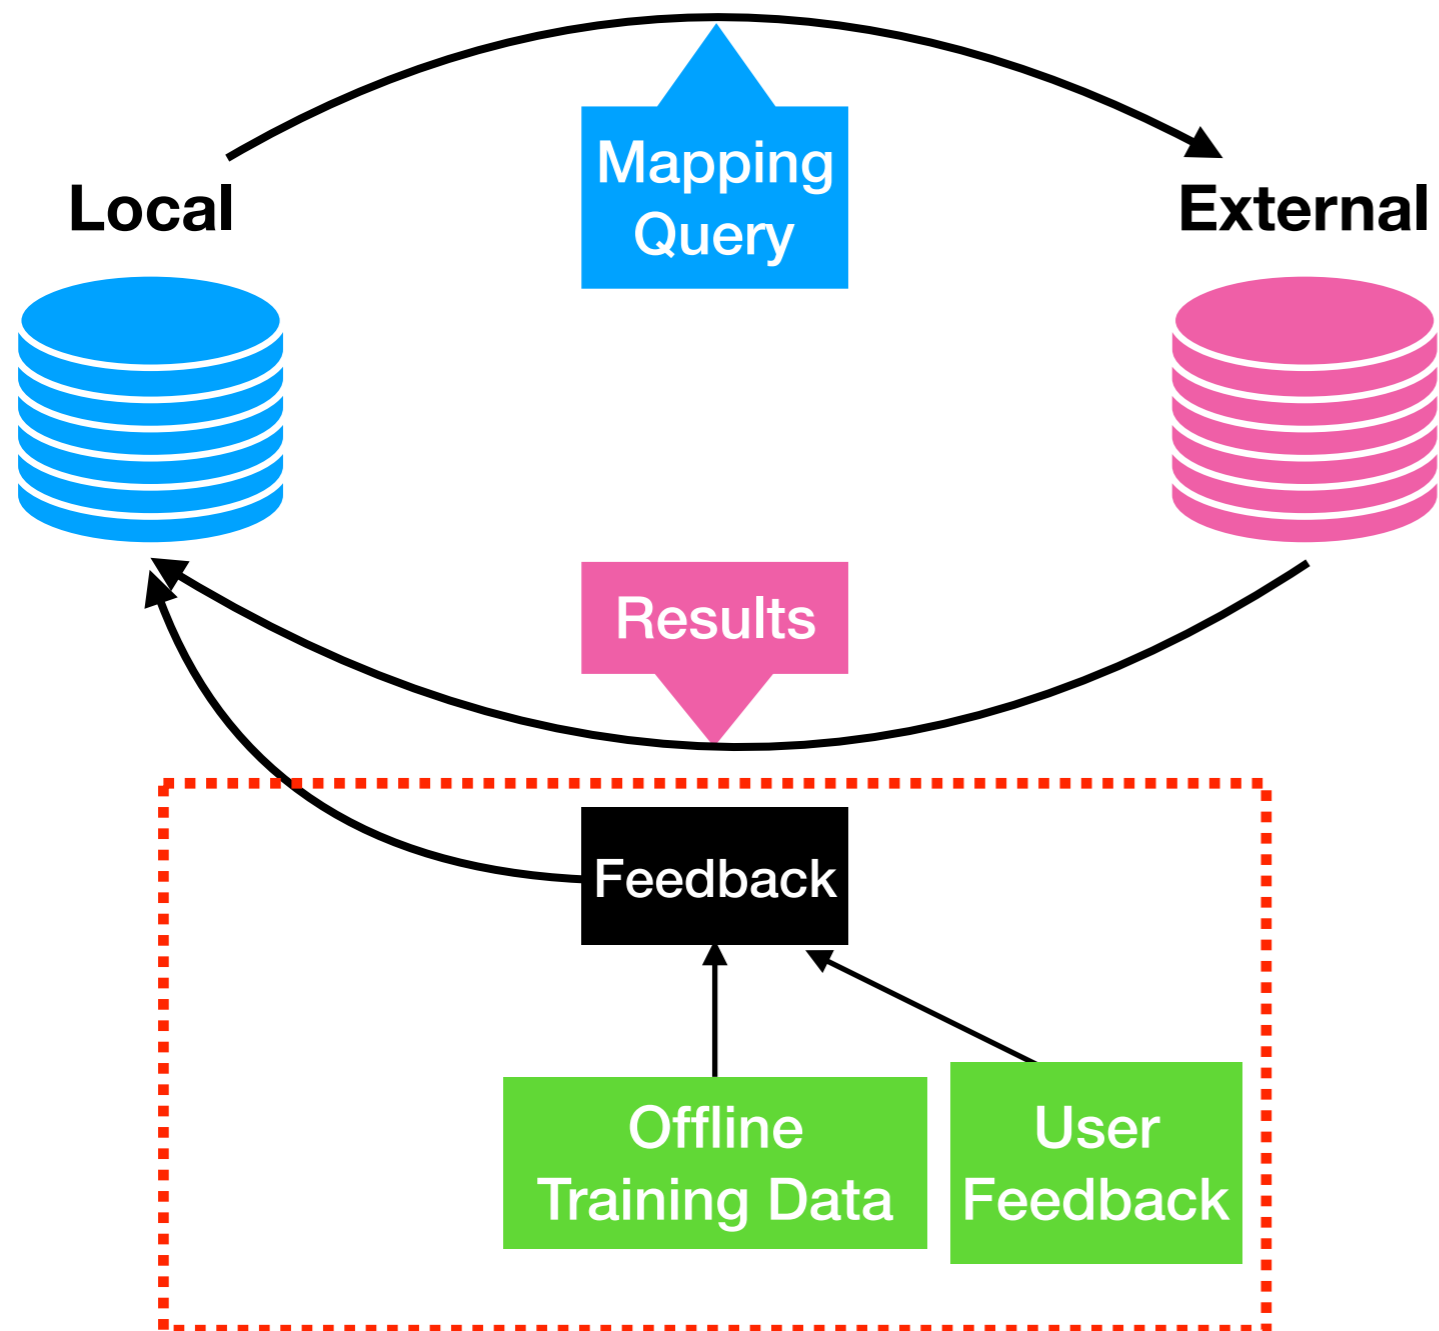 Mapping
Query
Local
External
Results
Feedback
Offline
Training Data
User
Feedback